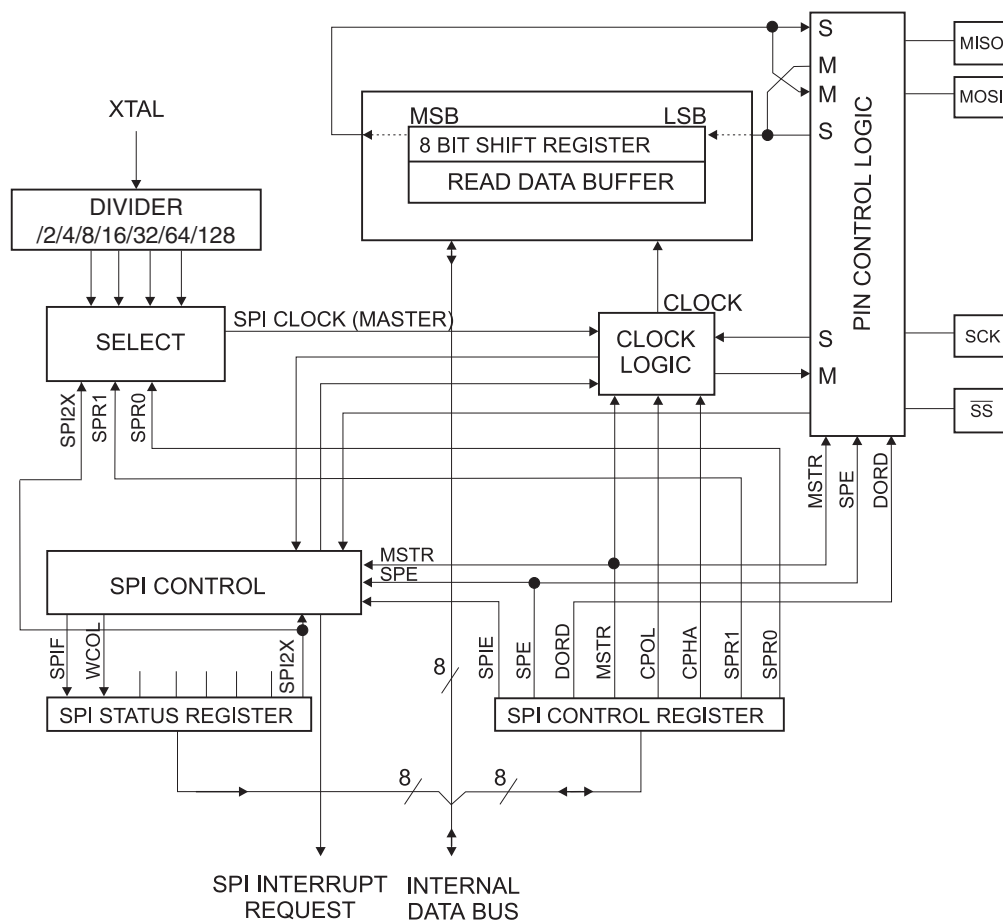 S
MISO
M
M
MOSI
XTAL
MSB
LSB
S
8 BIT SHIFT REGISTER
READ DATA BUFFER
DIVIDER
/2/4/8/16/32/64/128
PIN CONTROL LOGIC
SPI CLOCK (MASTER)
CLOCK
SELECT
CLOCK
LOGIC
S
SCK
M
SPI2X
SPR1
SPR0
SS
MSTR
SPE
DORD
MSTR
SPE
SPI CONTROL
SPIF
WCOL
SPI2X
8
SPIE
SPE
DORD
MSTR
CPOL
CPHA
SPR1
SPR0
SPI STATUS REGISTER
SPI CONTROL REGISTER
8
8
SPI INTERRUPT
REQUEST
INTERNAL
DATA BUS